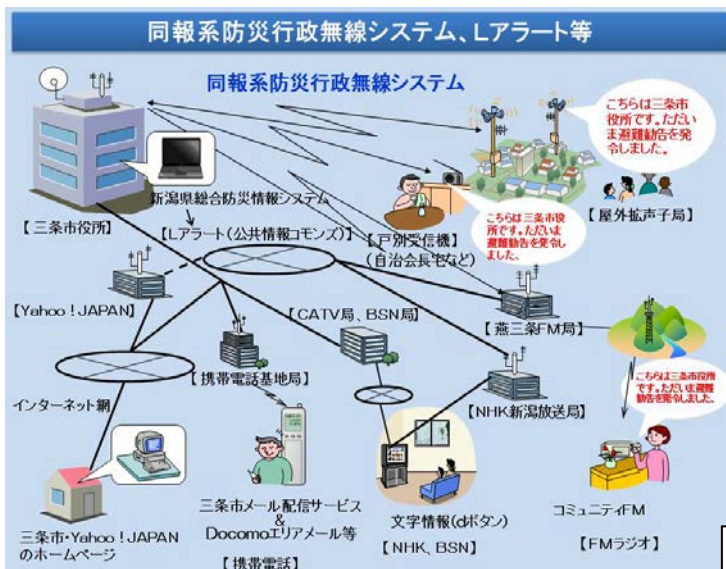 同報系防災行政無線システム、Lアラート等
同報系防災行政無線システム
こちらは三条市
役所です。ただい
ま避難勧告を発
令しました。
新潟県総合防災情報システム
【三条市役所】
【Lアラート(公共情報コモンズ)】
【戸別受信機】
(自治会長宅など)
こちらは三条市役
所です。ただいま
避難勧告を発令し
ました。
【屋外拡声子局】
【Yahoo!JAPAN】
【CATV局、BSN局】
【燕三条FM局】
【携帯電話基地局】
【NHK新潟放送局】
こちらは三条市役所
です。ただいま避難
勧告を発令しました。
インターネット網
三条市・Yahoo!JAPAN
のホームページ
三条市メール配信サービス
&
Docomoエリアメール等
【携帯電話】
文字情報(dボタン)
【NHK、BSN】
コミュニティFM
【FMラジオ】